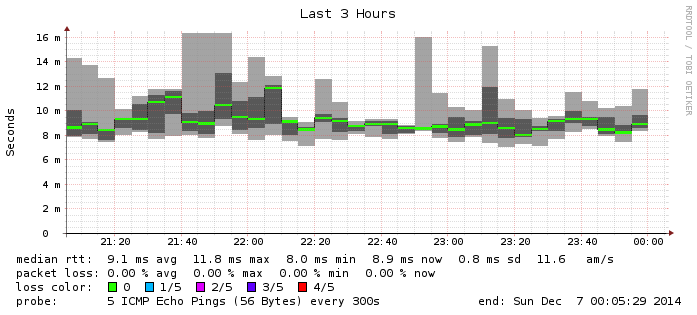 Last 3 Hours
RRDTOOL / TOBI OETIKER
Seconds
16 m
14 m
12 m
10 m
8 m
6 m
4 m
2 m
0
21:20 21:40 22:00 22:20 22:40 23:00 23:20 23:40 00:00
median rtt: 9.1 ms avg 11.8 ms max 8.0 ms min 8.9 ms now 0.8 ms sd 11.6 am/s
packet loss: 0.00 % avg 0.00 % max 0.00 % min 0.00 % now
loss color: 0 1/5 2/5 3/5 4/5
probe: 5 ICMP Echo Pings (56 Bytes) every 300s end: Sun Dec 7 00:05:29 2014